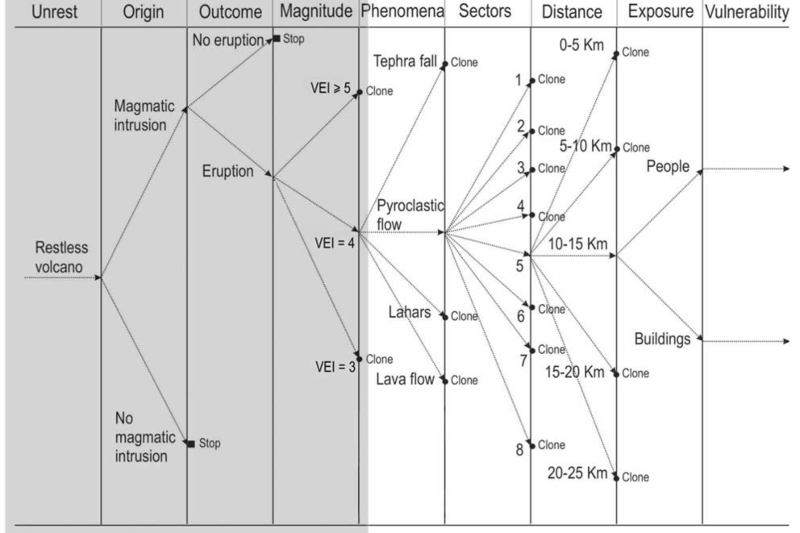 Unrest Origin Outcome Magnitude Phenomena Sectors Distance Exposure Vulnerability
No eruption Stop
0-5 Km Clone
Tephra fall Clone
1 Clone
VEI ⩾ 5 Clone
Magmatic
intrusion
2 Clone
5-10 Km Clone
3 Clone
People
Eruption
Pyroclastic
flow
4 Clone
VEI = 4
10-15 Km
Restless
volcano
5
Lahars Clone
6 Clone
Buildings
7 Clone
VEI = 3 Clone
15-20 Km Clone
Lava flow Clone
No
magmatic
intrusion
Stop
8 Clone
20-25 Km Clone